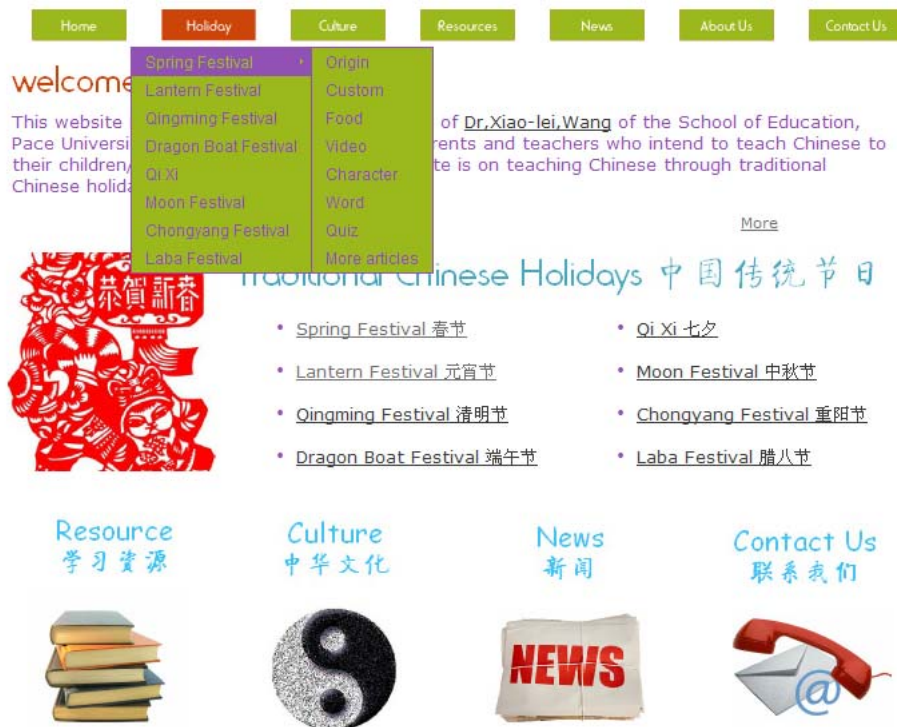 Home Holiday Culture Resources News About Us Contact Us
Spring Festival Origin
Lantern Festival Custom
Qingming Festival Food
Dragon Boat Festival Video
Qi Xi Character
Moon Festival Word
Chongyang Festival Quiz
Laba Festival More articles
welcome
This website of Dr,Xiao-lei,Wang of the School of Education,
Pace Universi rents and teachers who intend to teach Chinese to
their children/ te is on teaching Chinese through traditional
Chinese holida
More
恭賀新春
Traditional Chinese Holidays 中国传统节日
Spring Festival 春节 Qi Xi 七夕
Lantern Festival 元宵节 Moon Festival 中秋节
Qingming Festival 清明节 Chongyang Festival 重阳节
Dragon Boat Festival 端午节 Laba Festival 腊八节
Resource Culture News Contact Us
学习资源 中华文化 新闻 联系我们
NEWS
@